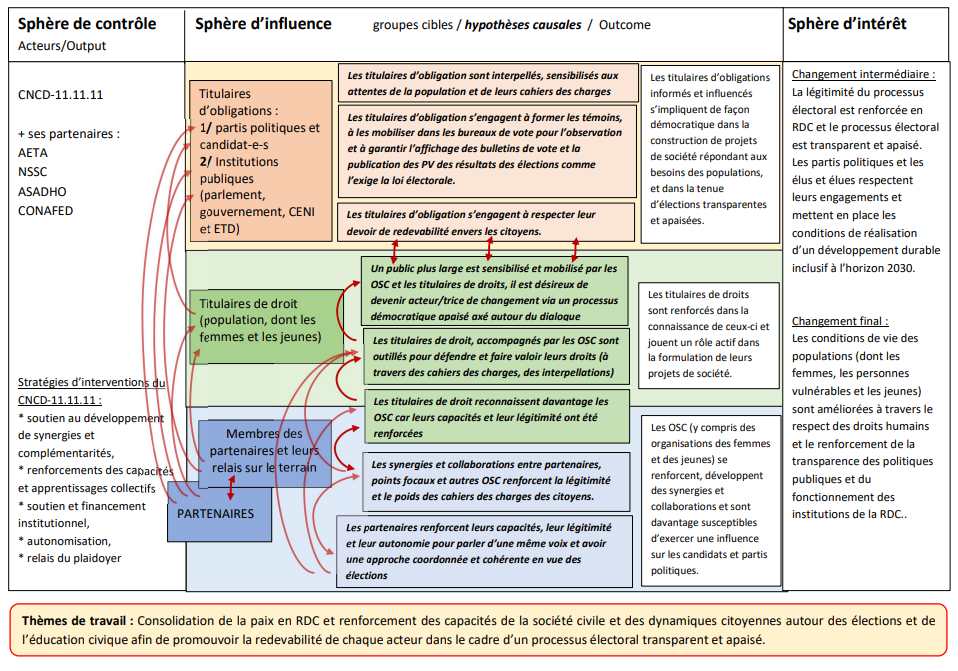 Sphère de contrôle
Acteurs/Output
Sphère d'influence
groupes cibles / hypothèses causales / Outcome
Sphère d'intérêt
CNCD-11.11.11
+ ses partenaires :
AETA
NSSC
ASADHO
CONAFED
Stratégies d'interventions du
CNCD-11.11.11 :
* soutien au développement
de synergies et
complémentarités,
* renforcements des capacités
et apprentissages collectifs
* soutien et financement
institutionnel,
* autonomisation,
* relais du plaidoyer
Titulaires
d'obligations :
1/ partis politiques et
candidat-e-s
2/ Institutions
publiques
(parlement,
gouvernement, CENI
et ETD)
Titulaires de droit
(population, dont les
femmes et les jeunes)
Membres des
partenaires et leurs
relais sur le terrain
PARTENAIRES
Les titulaires d'obligation sont interpellés, sensibilisés aux
attentes de la population et de leurs cahiers des charges
Les titulaires d'obligation s'engagent à former les témoins,
à les mobiliser dans les bureaux de vote pour l'observation
et à garantir l'affichage des bulletins de vote et la
publication des PV des résultats des élections comme
l'exige la loi électorale.
Les titulaires d'obligation s'engagent à respecter leur
devoir de redevabilité envers les citoyens.
Un public plus large est sensibilisé et mobilisé par les
OSC et les titulaires de droits, il est désireux de
devenir acteur/trice de changement via un processus
démocratique apaisé axé autour du dialogue
Les titulaires de droit, accompagnés par les OSC sont
outillés pour défendre et faire valoir leurs droits (à
travers des cahiers des charges, des interpellations)
Les titulaires de droit reconnaissent davantage les
OSC car leurs capacités et leur légitimité ont été
renforcées
Les synergies et collaborations entre partenaires,
points focaux et autres OSC renforcent la légitimité
et le poids des cahiers des charges des citoyens.
Les partenaires renforcent leurs capacités, leur légitimité
et leur autonomie pour parler d'une même voix et avoir
une approche coordonnée et cohérente en vue des
élections
Les titulaires d'obligations
informés et influencés
s'impliquent de façon
démocratique dans la
construction de projets
de société répondant aux
besoins des populations,
et dans la tenue
d'élections transparentes
et apaisées.
Les titulaires de droits
sont renforcés dans la
connaissance de ceux-ci et
jouent un rôle actif dans
la formulation de leurs
projets de société.
Les OSC (y compris des
organisations des femmes
et des jeunes) se
renforcent, développent
des synergies et
collaborations et sont
davantage susceptibles
d'exercer une influence
sur les candidats et partis
politiques.
Changement intermédiaire :
La légitimité du processus
électoral est renforcée en
RDC et le processus électoral
est transparent et apaisé.
Les partis politiques et les
élus et élues respectent
leurs engagements et
mettent en place les
conditions de réalisation
d'un développement durable
inclusif à l'horizon 2030.
Changement final :
Les conditions de vie des
populations (dont les
femmes, les personnes
vulnérables et les jeunes)
sont améliorées à travers le
respect des droits humains
et le renforcement de la
transparence des politiques
publiques et du
fonctionnement des
institutions de la RDC..
Thèmes de travail : Consolidation de la paix en RDC et renforcement des capacités de la société civile et des dynamiques citoyennes autour des élections et de
l'éducation civique afin de promouvoir la redevabilité de chaque acteur dans le cadre d'un processus électoral transparent et apaisé.